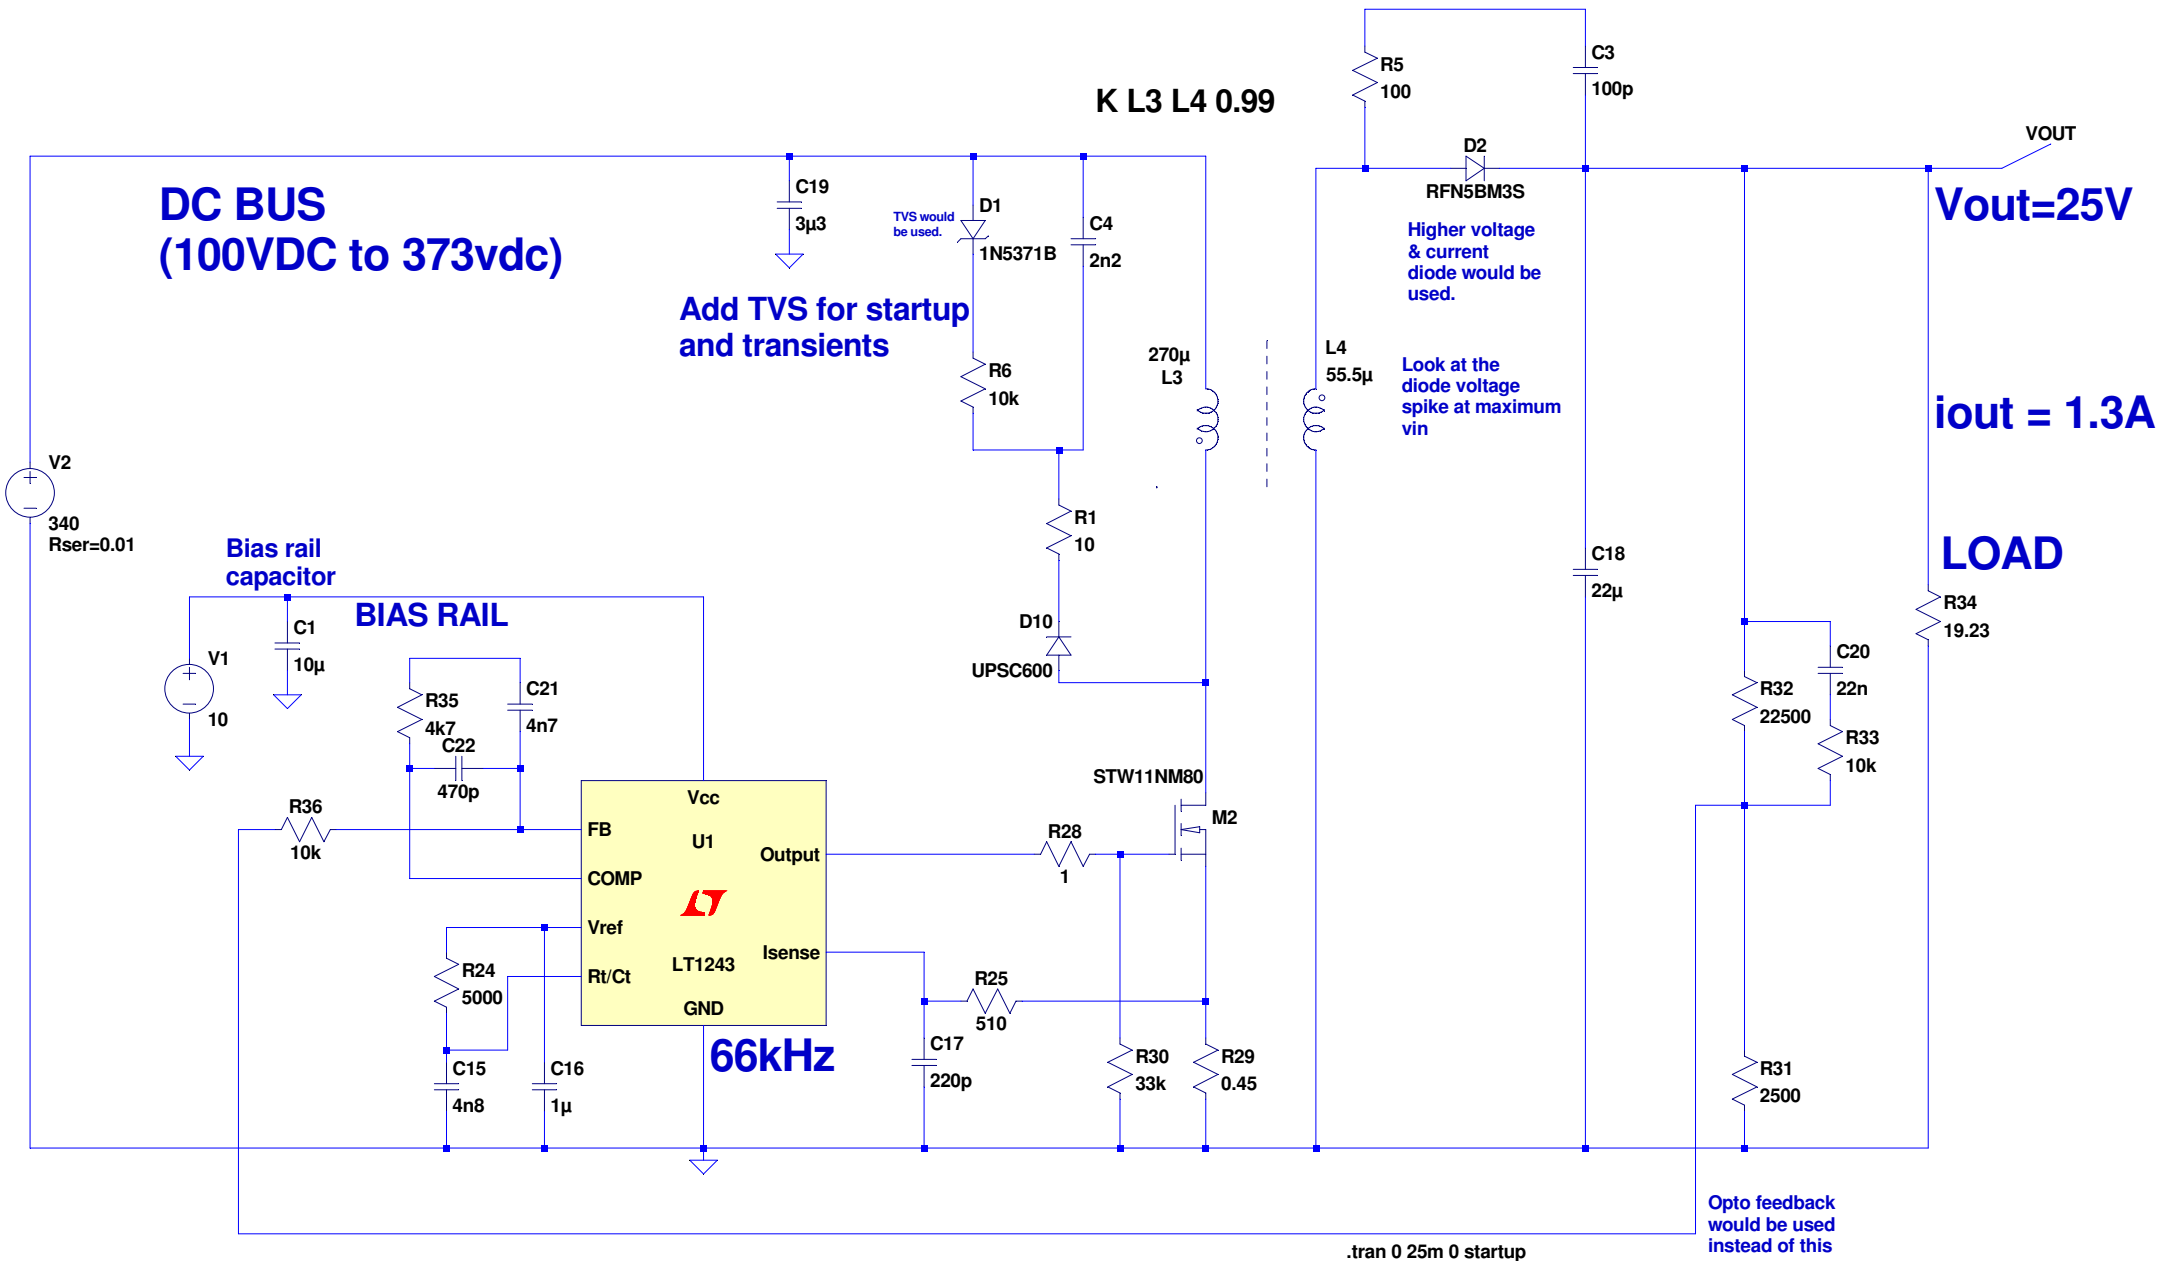 K L3 L4 0.99
R5
100
C3
100p
VOUT
D2
RFN5BM3S
DC BUS
(100VDC to 373vdc)
C19
3µ3
TVS would
be used.
D1
1N5371B
C4
2n2
Vout=25V
Higher voltage
& current
diode would be
used.
Add TVS for startup
and transients
270µ
L3
L4
55.5µ
Look at the
diode voltage
spike at maximum
vin
R6
10k
iout = 1.3A
V2
340
Rser=0.01
R1
10
Bias rail
capacitor
BIAS RAIL
C1
10µ
V1
10
C18
22µ
LOAD
R34
19.23
D10
UPSC600
R35
4k7
C21
4n7
C22
470p
C20
22n
R32
22500
R33
10k
STW11NM80
M2
R36
10k
Vcc
FB
U1
Output
COMP
Vref
Isense
LT1243
Rt/Ct
GND
R28
1
R24
5000
R25
510
66kHz
C15
4n8
C16
1µ
C17
220p
R30
33k
R29
0.45
R31
2500
Opto feedback
would be used
instead of this
.tran 0 25m 0 startup